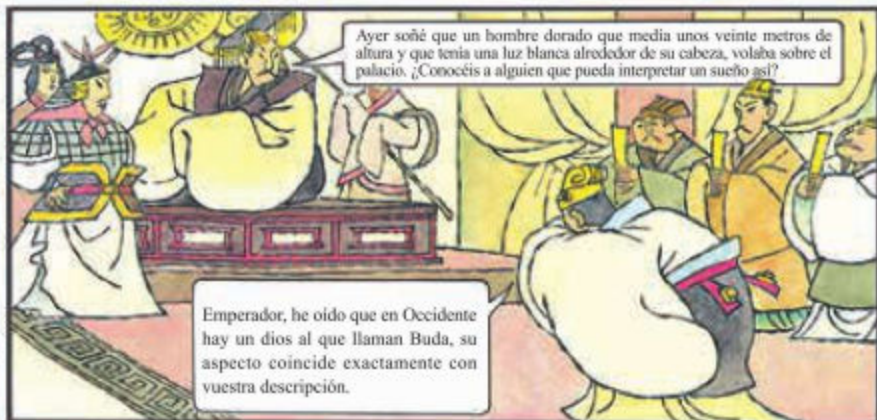 Ayer soñé que un hombre dorado que medía unos veinte metros de
altura y que tenía una luz blanca alrededor de su cabeza, volaba sobre el
palacio. ¿Conocéis a alguien que pueda interpretar un sueño así?
Emperador, he oído que en Occidente
hay un dios al que llaman Buda, su
aspecto coincide exactamente con
vuestra descripción.